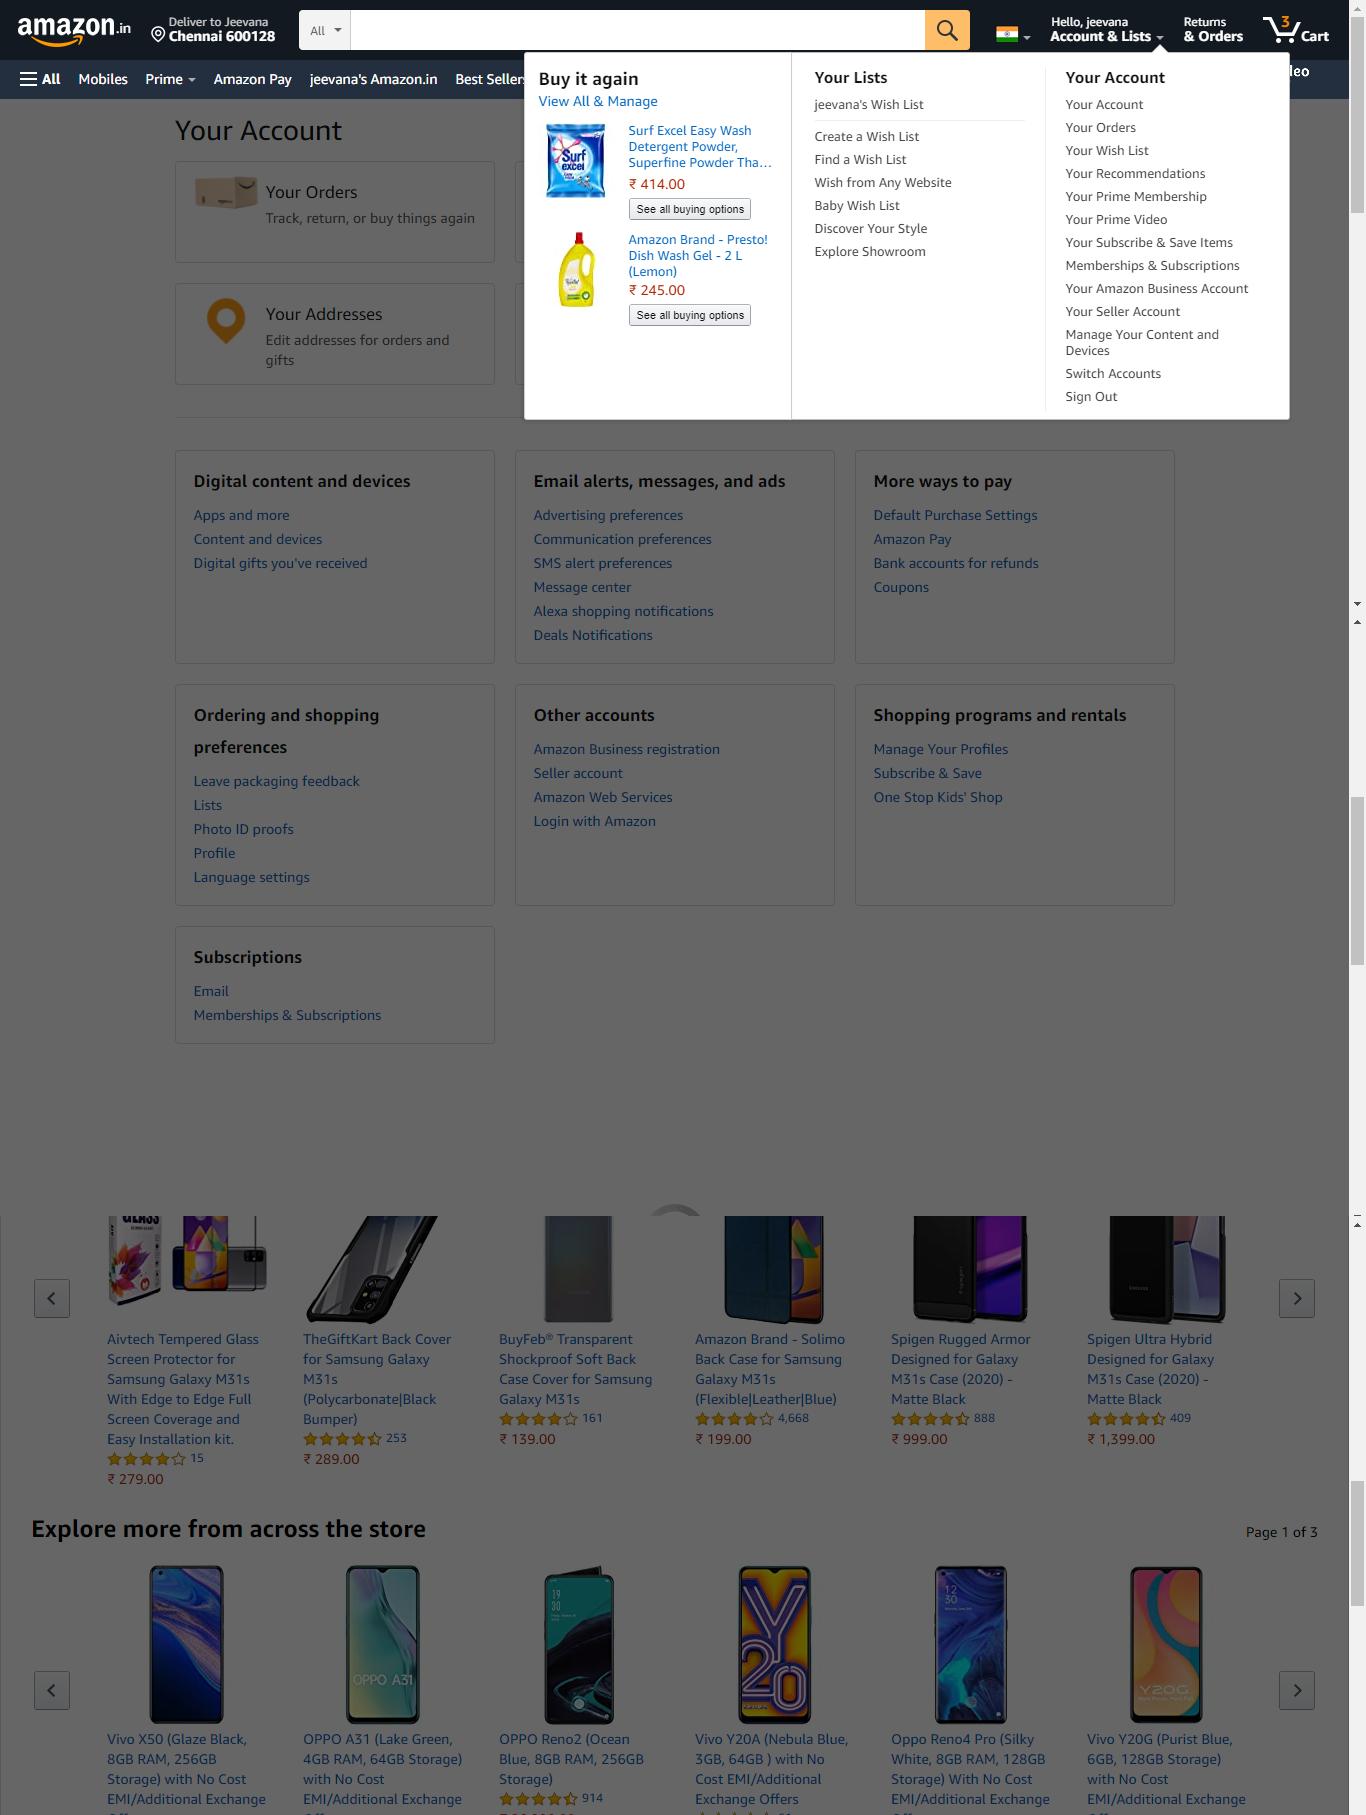 amazon.in
Deliver to Jeevana
Chennai 600128
All
Hello, jeevana
Account & Lists
Returns
& Orders
3
Cart
All
Mobiles
Prime
Amazon Pay
jeevana's Amazon.in
Best Sellers
Your Account
Your Orders
Track, return, or buy things again
Your Addresses
Edit addresses for orders and
gifts
Buy it again
View All & Manage
Surf Excel Easy Wash
Detergent Powder,
Superfine Powder Tha…
₹ 414.00
See all buying options
Amazon Brand - Presto!
Dish Wash Gel - 2 L
(Lemon)
₹ 245.00
See all buying options
Your Lists
jeevana's Wish List
Create a Wish List
Find a Wish List
Wish from Any Website
Baby Wish List
Discover Your Style
Explore Showroom
Your Account
Your Account
Your Orders
Your Wish List
Your Recommendations
Your Prime Membership
Your Prime Video
Your Subscribe & Save Items
Memberships & Subscriptions
Your Amazon Business Account
Your Seller Account
Manage Your Content and
Devices
Switch Accounts
Sign Out
Digital content and devices
Apps and more
Content and devices
Digital gifts you've received
Email alerts, messages, and ads
Advertising preferences
Communication preferences
SMS alert preferences
Message center
Alexa shopping notifications
Deals Notifications
More ways to pay
Default Purchase Settings
Amazon Pay
Bank accounts for refunds
Coupons
Ordering and shopping
preferences
Leave packaging feedback
Lists
Photo ID proofs
Profile
Language settings
Other accounts
Amazon Business registration
Seller account
Amazon Web Services
Login with Amazon
Shopping programs and rentals
Manage Your Profiles
Subscribe & Save
One Stop Kids' Shop
Subscriptions
Email
Memberships & Subscriptions
Aivtech Tempered Glass
Screen Protector for
Samsung Galaxy M31s
With Edge to Edge Full
Screen Coverage and
Easy Installation kit.
15
₹ 279.00
TheGiftKart Back Cover
for Samsung Galaxy
M31s
(Polycarbonate|Black
Bumper)
253
₹ 289.00
BuyFeb® Transparent
Shockproof Soft Back
Case Cover for Samsung
Galaxy M31s
161
₹ 139.00
Amazon Brand - Solimo
Back Case for Samsung
Galaxy M31s
(Flexible|Leather|Blue)
4,668
₹ 199.00
Spigen Rugged Armor
Designed for Galaxy
M31s Case (2020) -
Matte Black
888
₹ 999.00
Spigen Ultra Hybrid
Designed for Galaxy
M31s Case (2020) -
Matte Black
409
₹ 1,399.00
Explore more from across the store
Page 1 of 3
Vivo X50 (Glaze Black,
8GB RAM, 256GB
Storage) with No Cost
EMI/Additional Exchange
OPPO A31
OPPO A31 (Lake Green,
4GB RAM, 64GB Storage)
with No Cost
EMI/Additional Exchange
19
30
OPPO Reno2 (Ocean
Blue, 8GB RAM, 256GB
Storage)
914
Y
20
Vivo Y20A (Nebula Blue,
3GB, 64GB ) with No
Cost EMI/Additional
Exchange Offers
12
30
Oppo Reno4 Pro (Silky
White, 8GB RAM, 128GB
Storage) With No Cost
EMI/Additional Exchange
Y20G
Vivo Y20G (Purist Blue,
6GB, 128GB Storage)
with No Cost
EMI/Additional Exchange